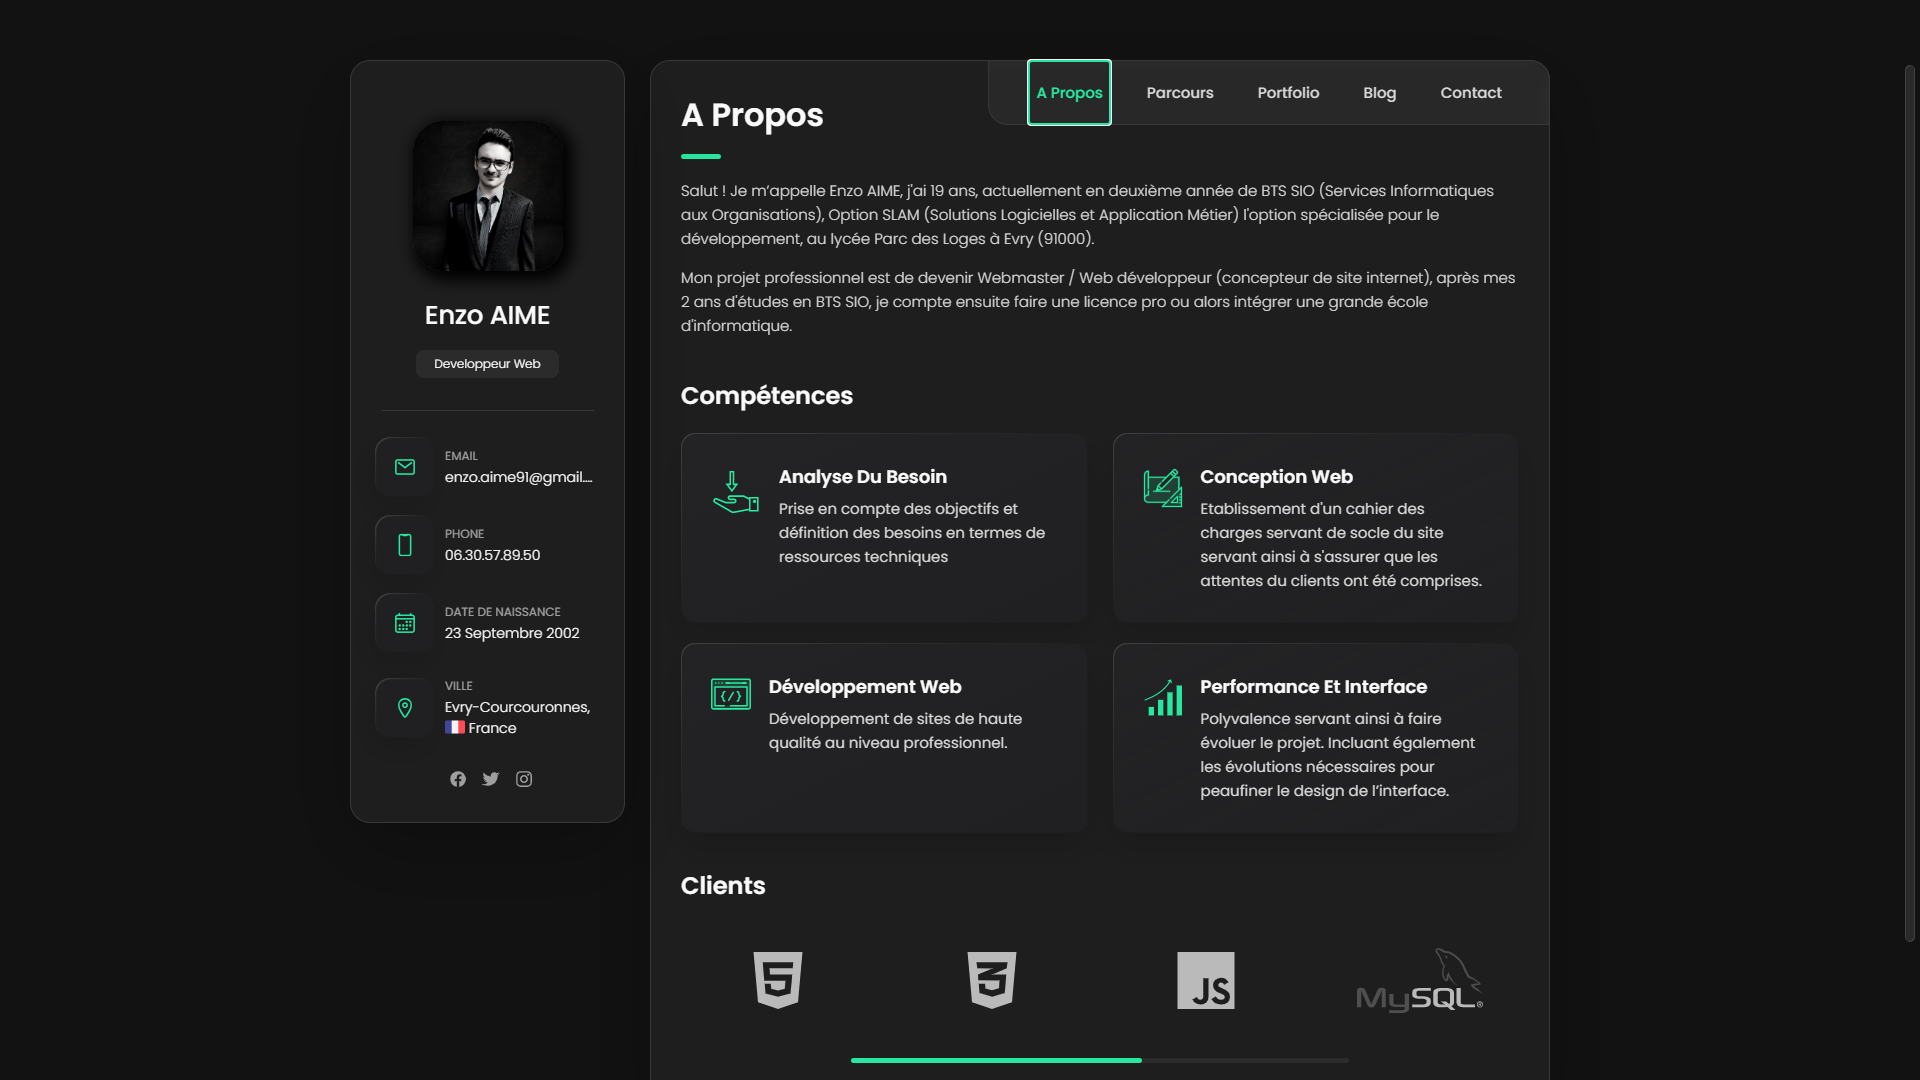 Enzo AIME
Developpeur Web
EMAIL
enzo.aime91@gmail....
PHONE
06.30.57.89.50
DATE DE NAISSANCE
23 Septembre 2002
VILLE
Evry-Courcouronnes,
France
A Propos
Parcours
Portfolio
Blog
Contact
A Propos
Salut ! Je m’appelle Enzo AIME, j'ai 19 ans, actuellement en deuxième année de BTS SIO (Services Informatiques
aux Organisations), Option SLAM (Solutions Logicielles et Application Métier) l'option spécialisée pour le
développement, au lycée Parc des Loges à Evry (91000).
Mon projet professionnel est de devenir Webmaster / Web développeur (concepteur de site internet), après mes
2 ans d'études en BTS SIO, je compte ensuite faire une licence pro ou alors intégrer une grande école
d'informatique.
Compétences
Analyse Du Besoin
Prise en compte des objectifs et
définition des besoins en termes de
ressources techniques
Conception Web
Etablissement d'un cahier des
charges servant de socle du site
servant ainsi à s'assurer que les
attentes du clients ont été comprises.
Développement Web
Développement de sites de haute
qualité au niveau professionnel.
Performance Et Interface
Polyvalence servant ainsi à faire
évoluer le projet. Incluant également
les évolutions nécessaires pour
peaufiner le design de l’interface.
Clients
5
3
JS
MySQL®